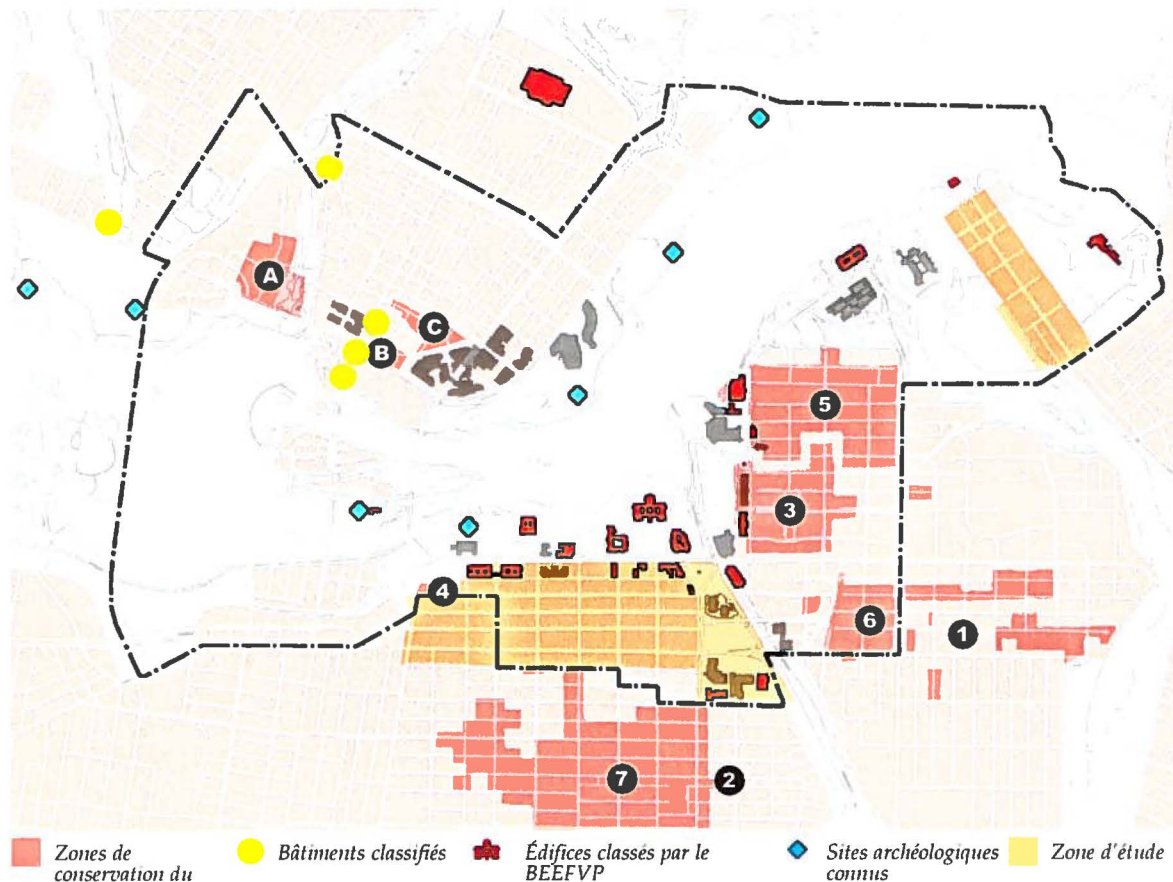 A
C
B
5
3
4
6
1
7
2
Zones de
conservation du
Bâtiments classifiés
Édifices classés par le
BEEFVP
Sites archéologiques
connus
Zone d'étude